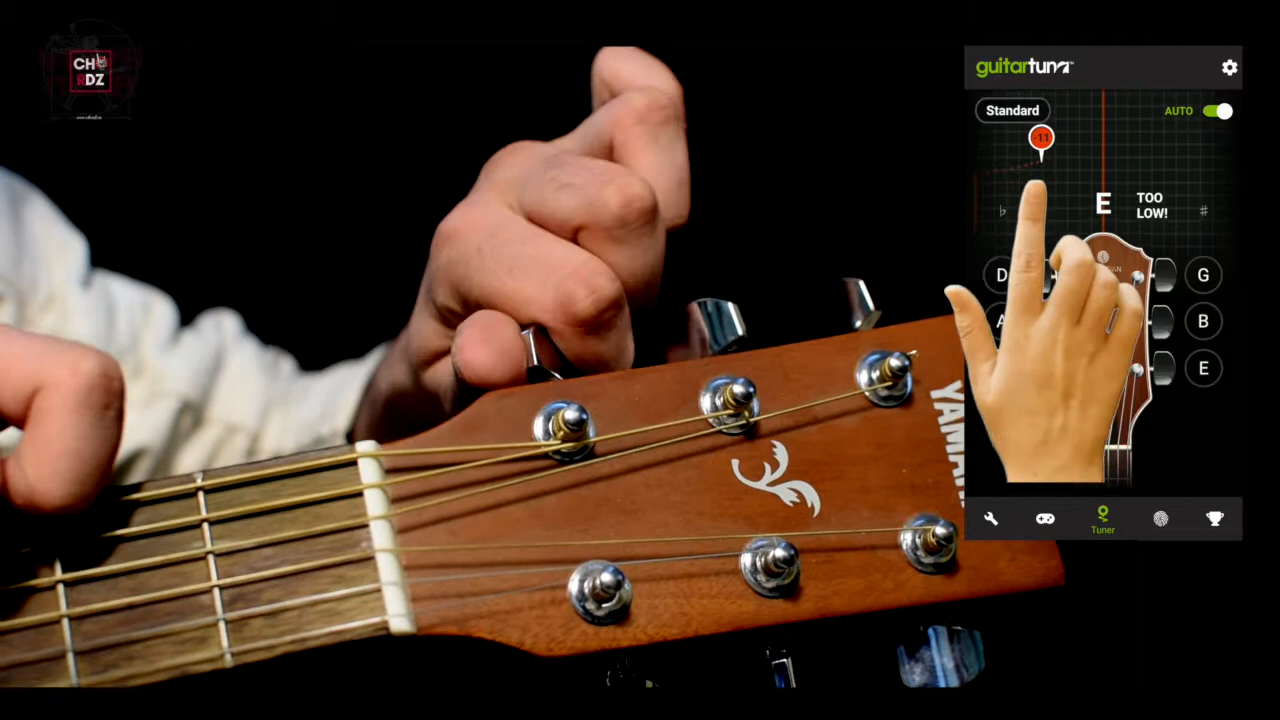 CH
RDZ
guitartuna
Standard
AUTO
-11
E
TOO
LOW!
♭
♯
D
G
A
B
E
YAMA
Tuner